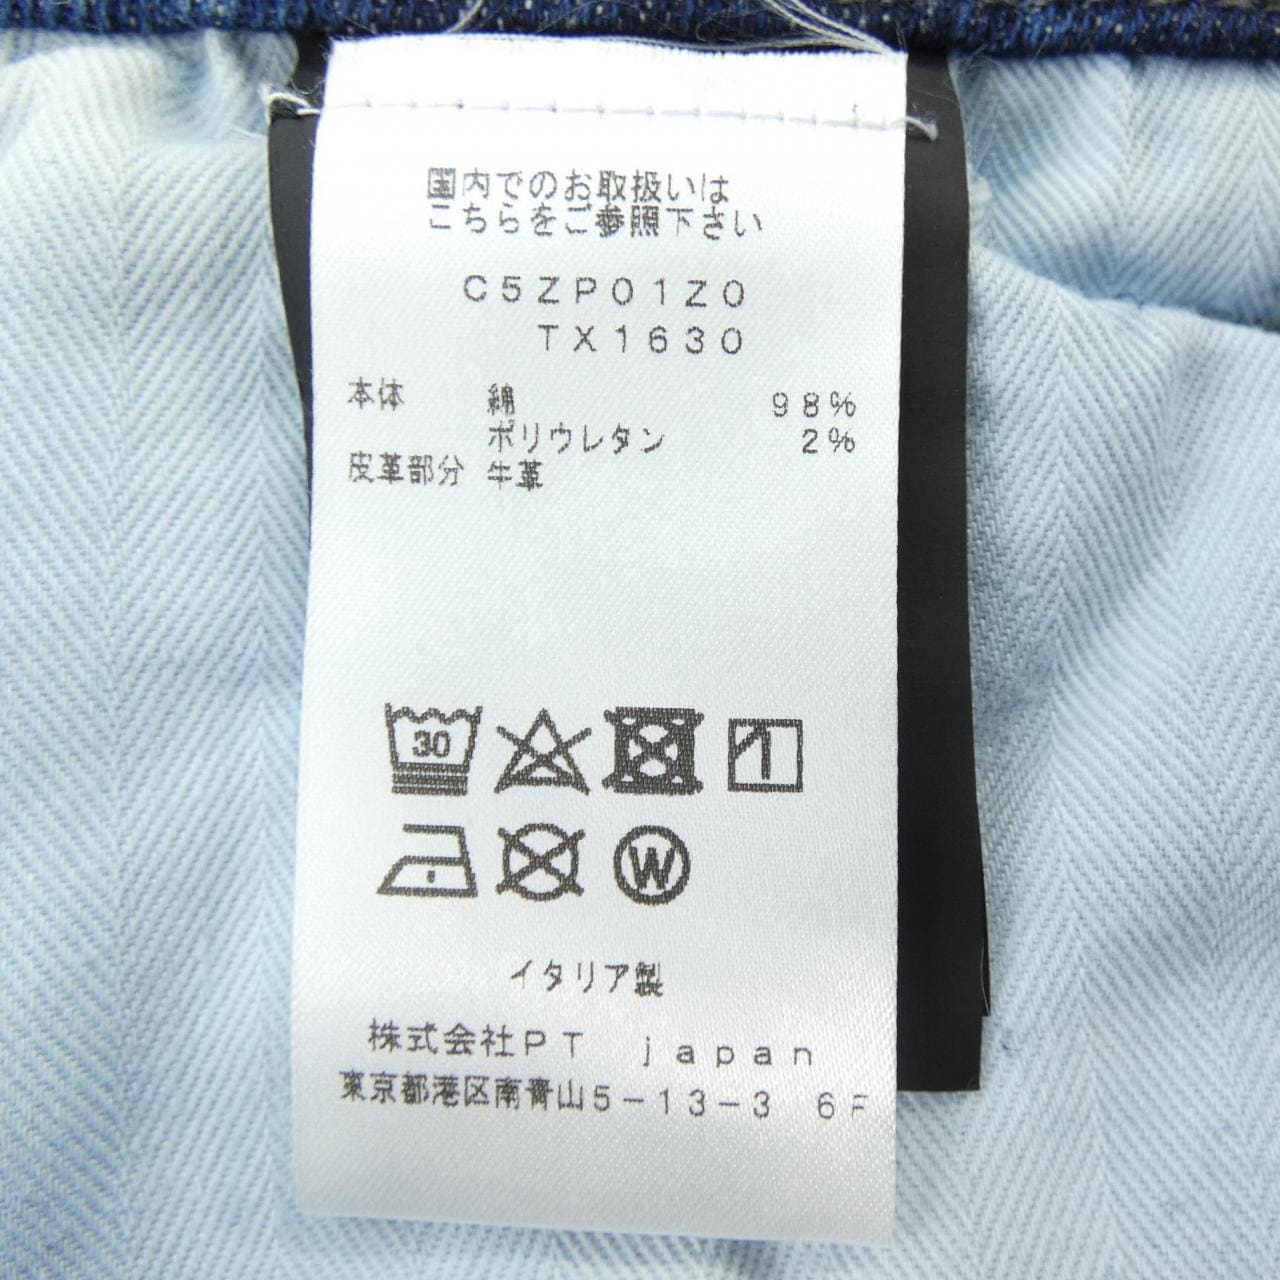 国内でのお取扱いは
こちらをご参照下さい
C5ZP01Z0
TX1630
本体 綿 98%
ポリウレタン 2%
皮革部分 牛革
30
W
イタリア製
株式会社PT japan
東京都港区南青山5-13-3 6F